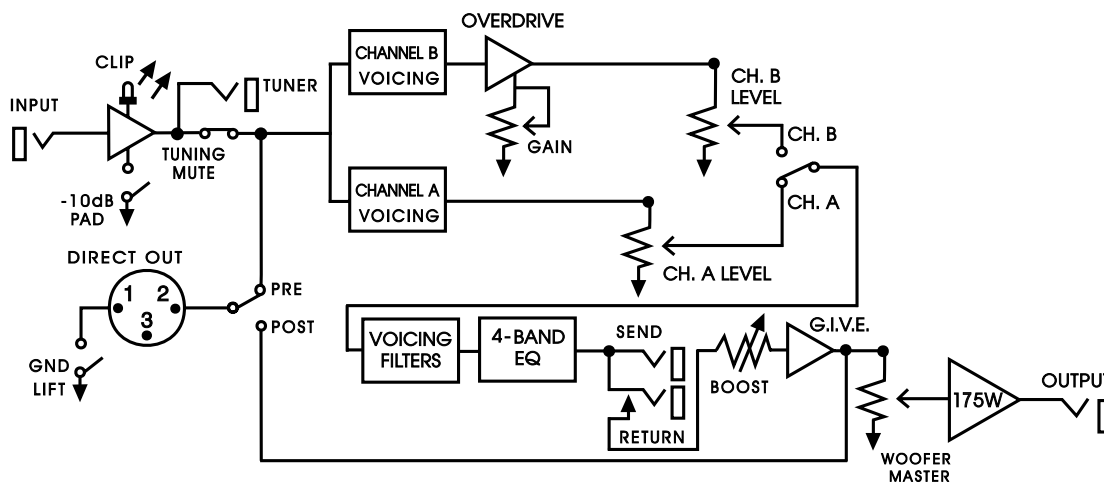 OVERDRIVE
CLIP
CHANNEL B
VOICING
CH. B
LEVEL
TUNER
INPUT
GAIN
CH. B
TUNING
MUTE
-10dB
PAD
CHANNEL A
VOICING
CH. A
CH. A LEVEL
DIRECT OUT
1
2
3
PRE
POST
GND
LIFT
VOICING
FILTERS
4-BAND
EQ
SEND
RETURN
BOOST
G.I.V.E.
175W
OUTPUT
WOOFER
MASTER